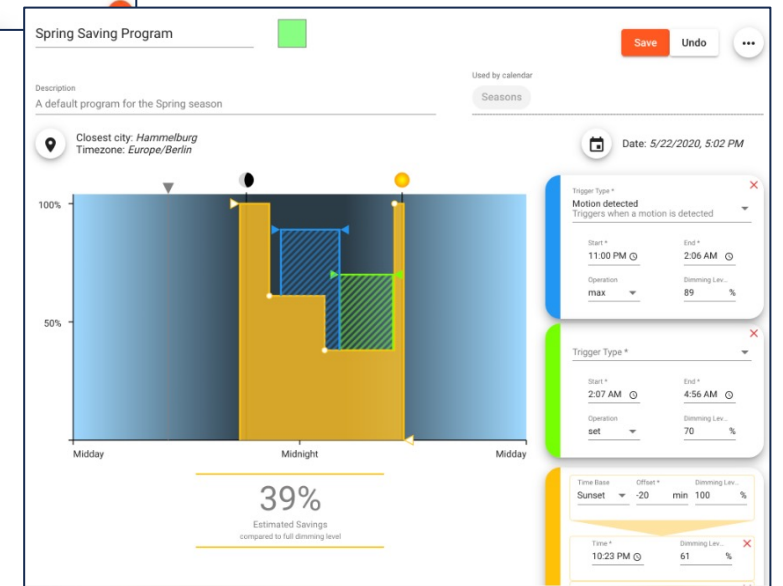 Spring Saving Program
Save
Undo
Description
A default program for the Spring season
Used by calendar
Seasons
Closest city: Hammelburg
Timezone: Europe/Berlin
Date: 5/22/2020, 5:02 PM
100%
50%
Midday
Midnight
Midday
39%
Estimated Savings
compared to full dimming level
Trigger Type *
Motion detected
Triggers when a motion is detected
Start *
End *
11:00 PM
2:06 AM
Operation
Dimming Lev...
max
89 %
Trigger Type *
Start *
End *
2:07 AM
4:56 AM
Operation
Dimming Lev...
set
70 %
Time Base
Offset *
Dimming Lev...
Sunset
-20 min
100 %
Time *
Dimming Lev...
10:23 PM
61 %